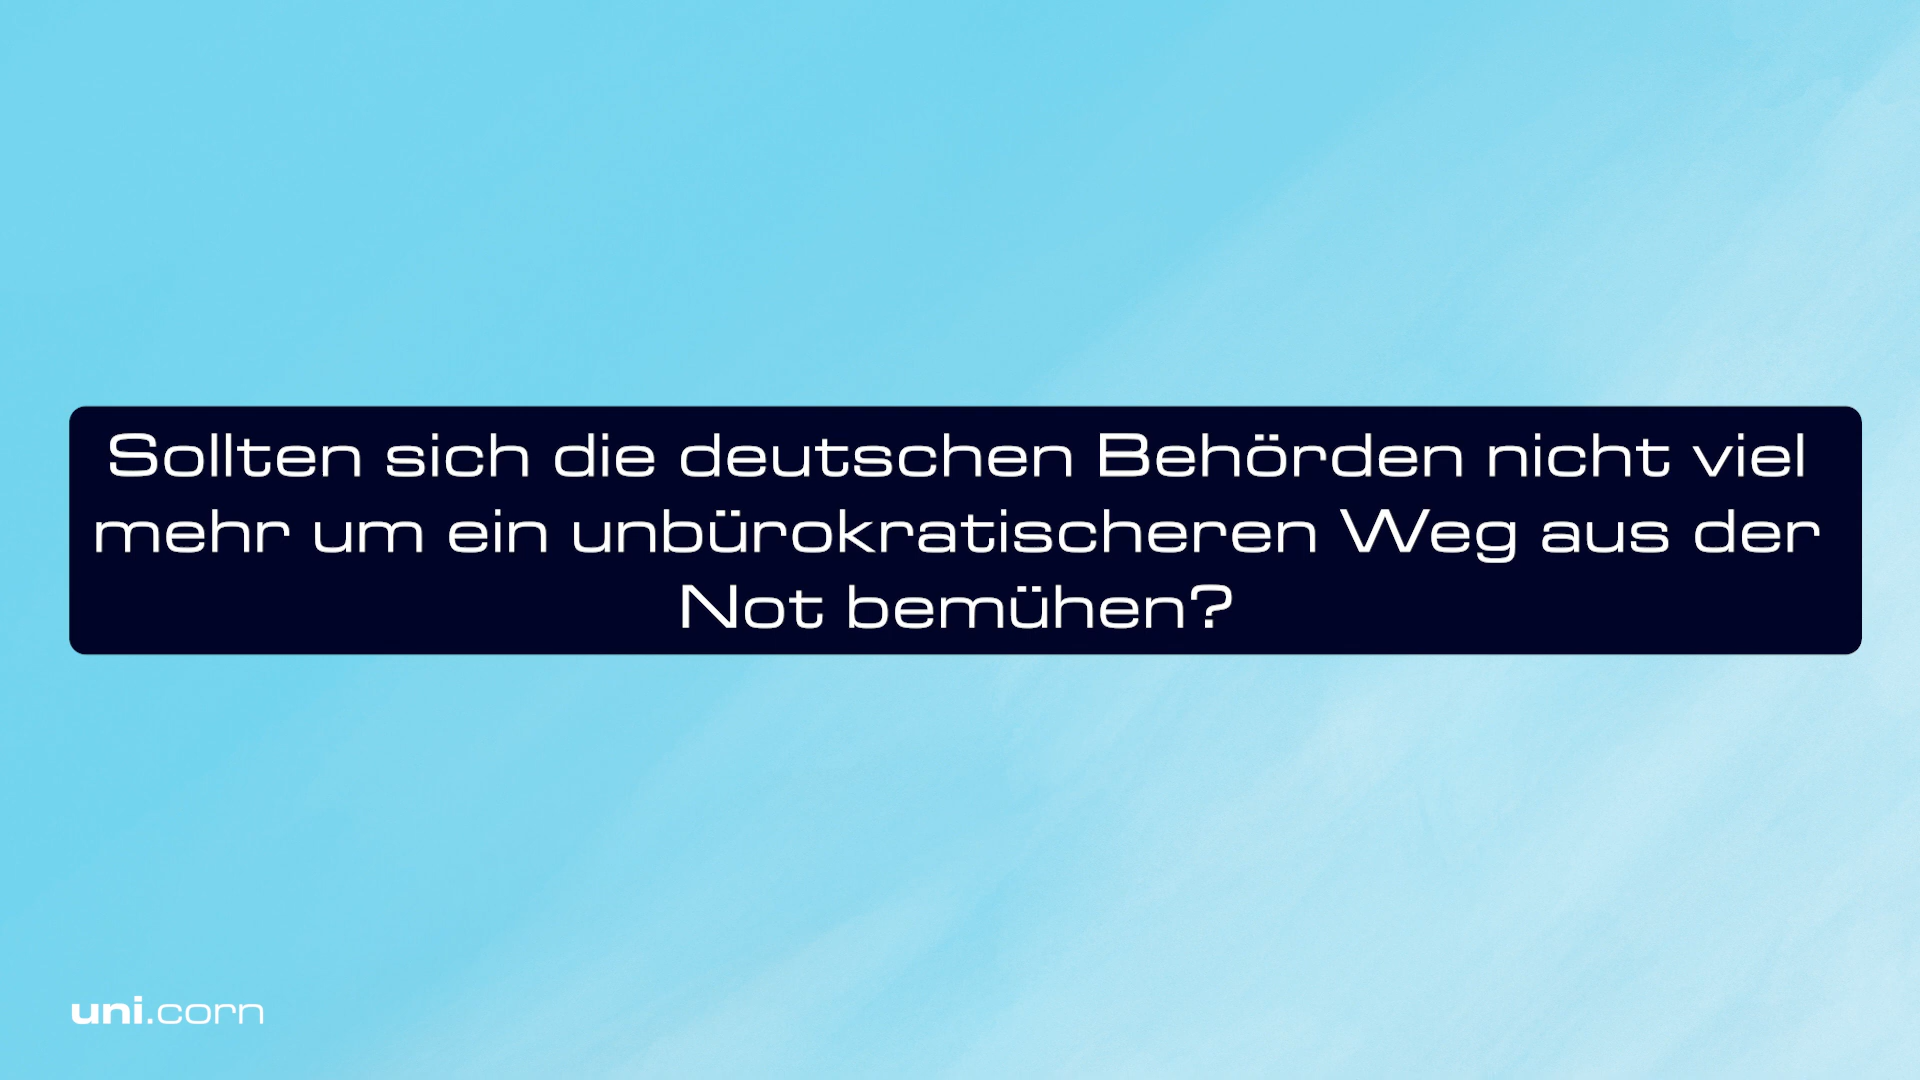 Sollten sich die deutschen Behörden nicht viel
mehr um ein unbürokratischeren Weg aus der
Not bemühen?
uni.corn